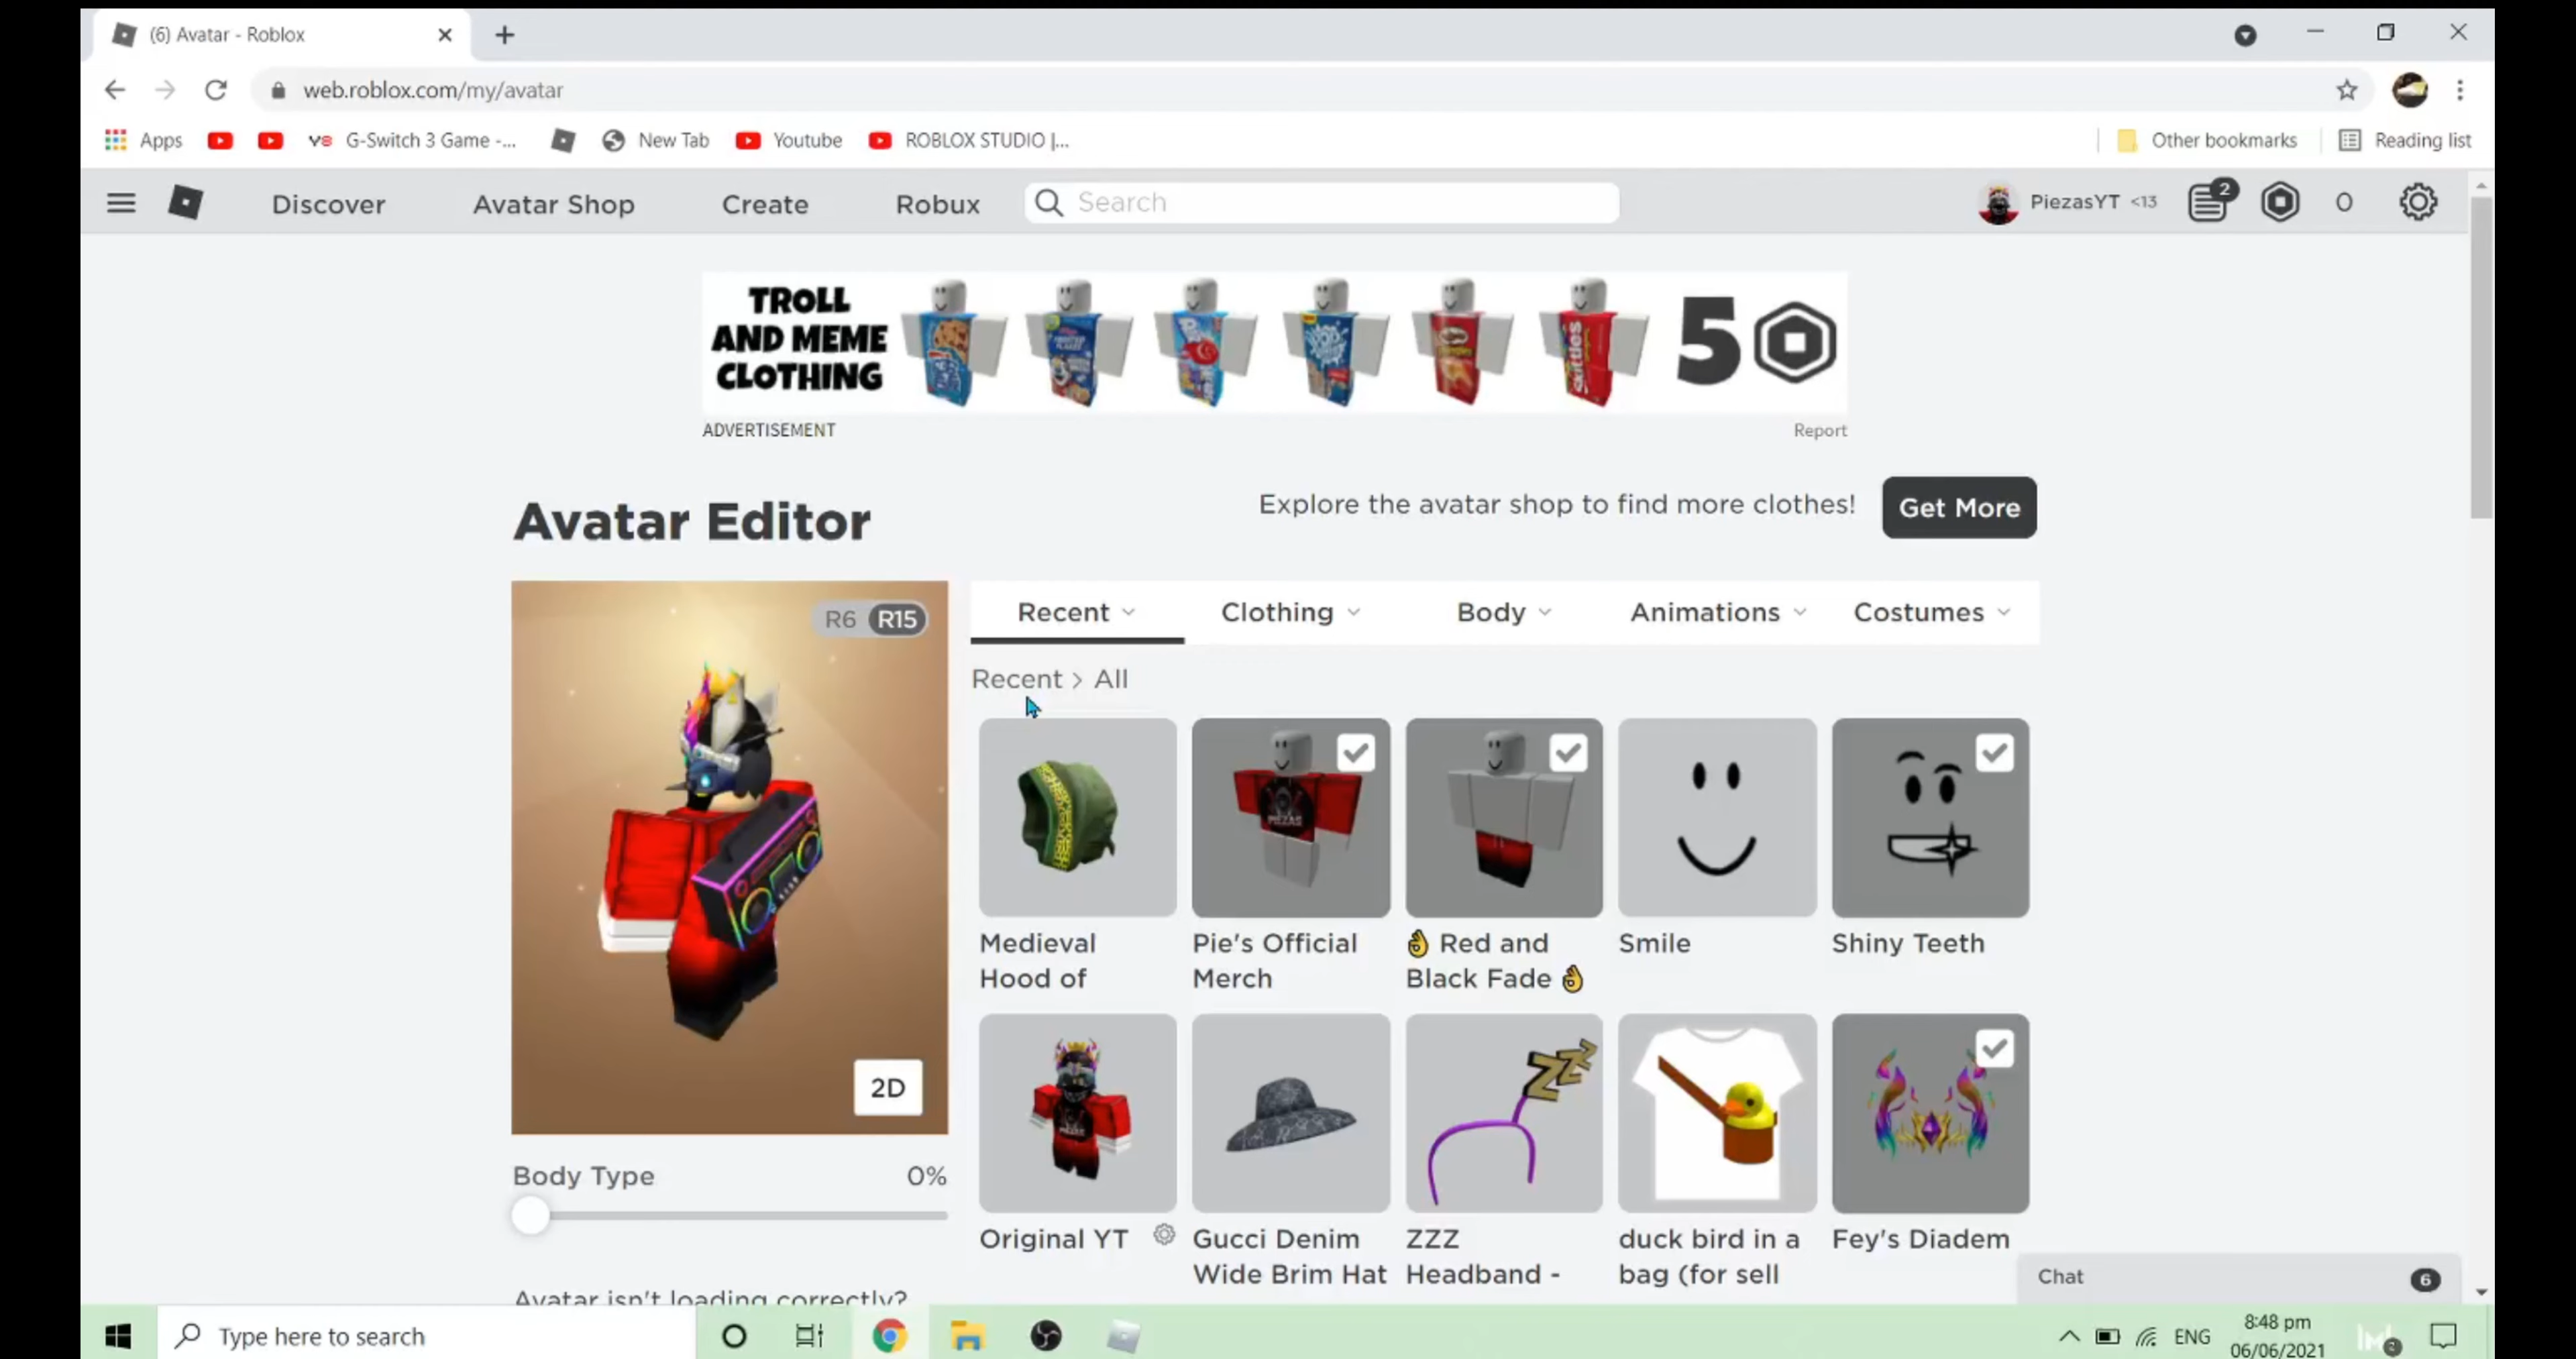 (6) Avatar - Roblox
web.roblox.com/my/avatar
Apps G-Switch 3 Game -... New Tab Youtube ROBLOX STUDIO |... Other bookmarks Reading list
Discover Avatar Shop Create Robux Search PiezasYT <13 2 0
TROLL
AND MEME
CLOTHING
5
ADVERTISEMENT Report
Avatar Editor Explore the avatar shop to find more clothes! Get More
R6 R15
Recent Clothing Body Animations Costumes
Recent > All
Medieval
Hood of
Pie's Official
Merch
👌 Red and
Black Fade 👌
Smile
Shiny Teeth
2D
Original YT
Gucci Denim
Wide Brim Hat
ZZZ
Headband -
duck bird in a
bag (for sell
Fey's Diadem
Body Type 0%
Avatar isn't loading correctly?
Chat 6
Type here to search
ENG
8:48 pm
06/06/2021